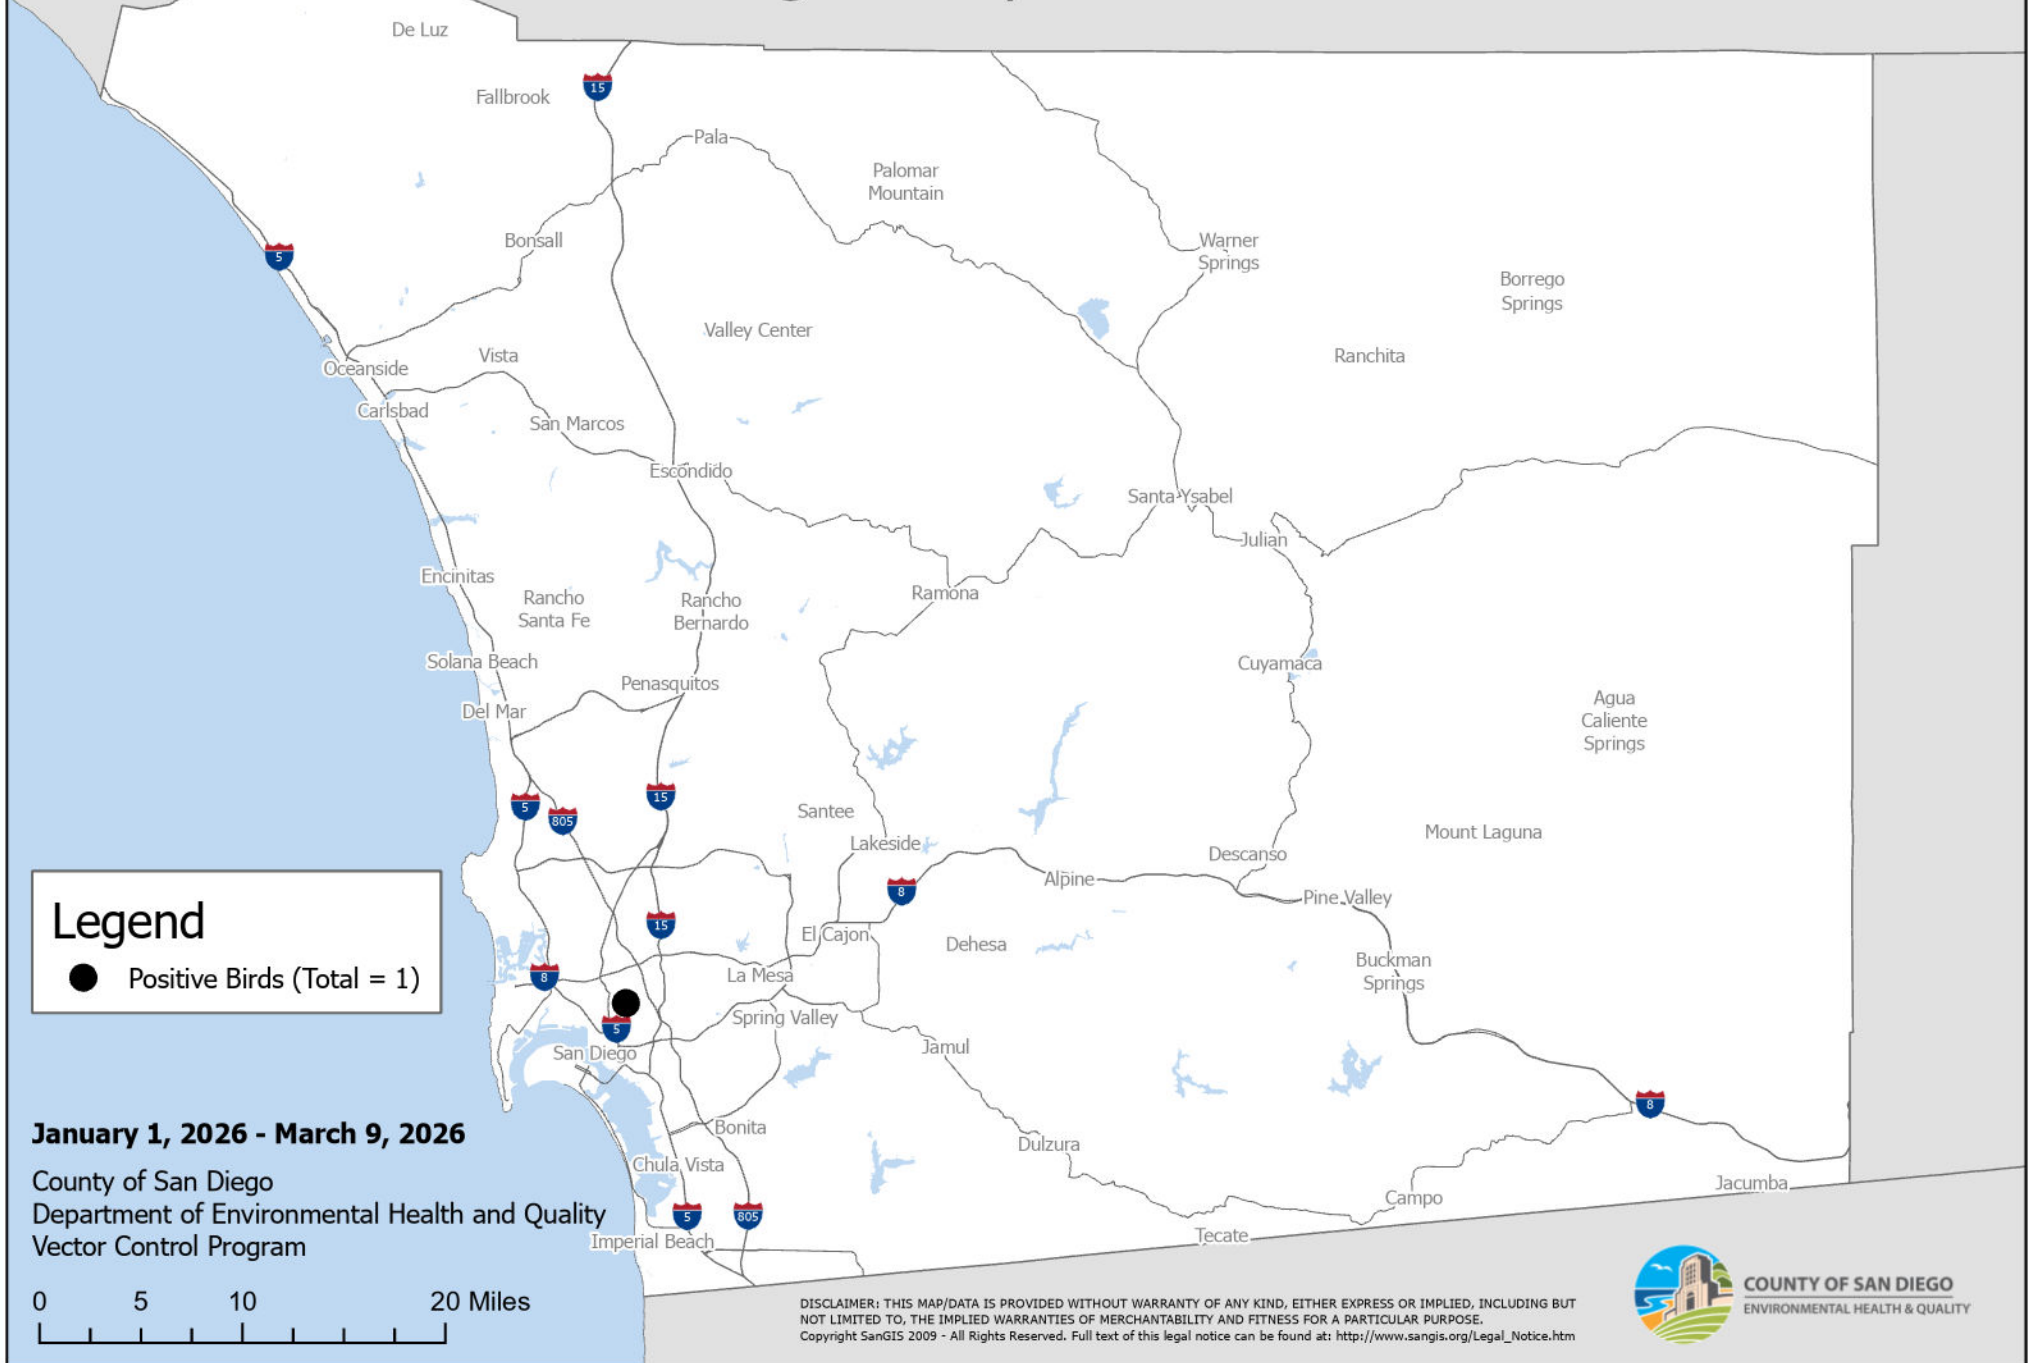 De Luz
15
Fallbrook
Pala
Palomar
Mountain
Bonsall
Warner
Springs
5
Borrego
Springs
Valley Center
Vista
Ranchita
Oceanside
Carlsbad
San Marcos
Escondido
Santa Ysabel
Julian
Encinitas
Rancho
Santa Fe
Rancho
Bernardo
Ramona
Solana Beach
Cuyamaca
Penasquitos
Del Mar
Agua
Caliente
Springs
5
805
15
Santee
Mount Laguna
Lakeside
Descanso
Alpine
8
Pine Valley
15
El Cajon
Dehesa
Buckman
Springs
8
La Mesa
5
Spring Valley
San Diego
Jamul
8
Bonita
Dulzura
Chula Vista
Jacumba
Campo
5
805
Tecate
Imperial Beach
Legend
Positive Birds (Total = 1)
January 1, 2026 - March 9, 2026
County of San Diego
Department of Environmental Health and Quality
Vector Control Program
0 5 10 20 Miles
DISCLAIMER: THIS MAP/DATA IS PROVIDED WITHOUT WARRANTY OF ANY KIND, EITHER EXPRESS OR IMPLIED, INCLUDING BUT
NOT LIMITED TO, THE IMPLIED WARRANTIES OF MERCHANTABILITY AND FITNESS FOR A PARTICULAR PURPOSE.
Copyright SanGIS 2009 - All Rights Reserved. Full text of this legal notice can be found at: http://www.sangis.org/Legal_Notice.htm
COUNTY OF SAN DIEGO
ENVIRONMENTAL HEALTH & QUALITY